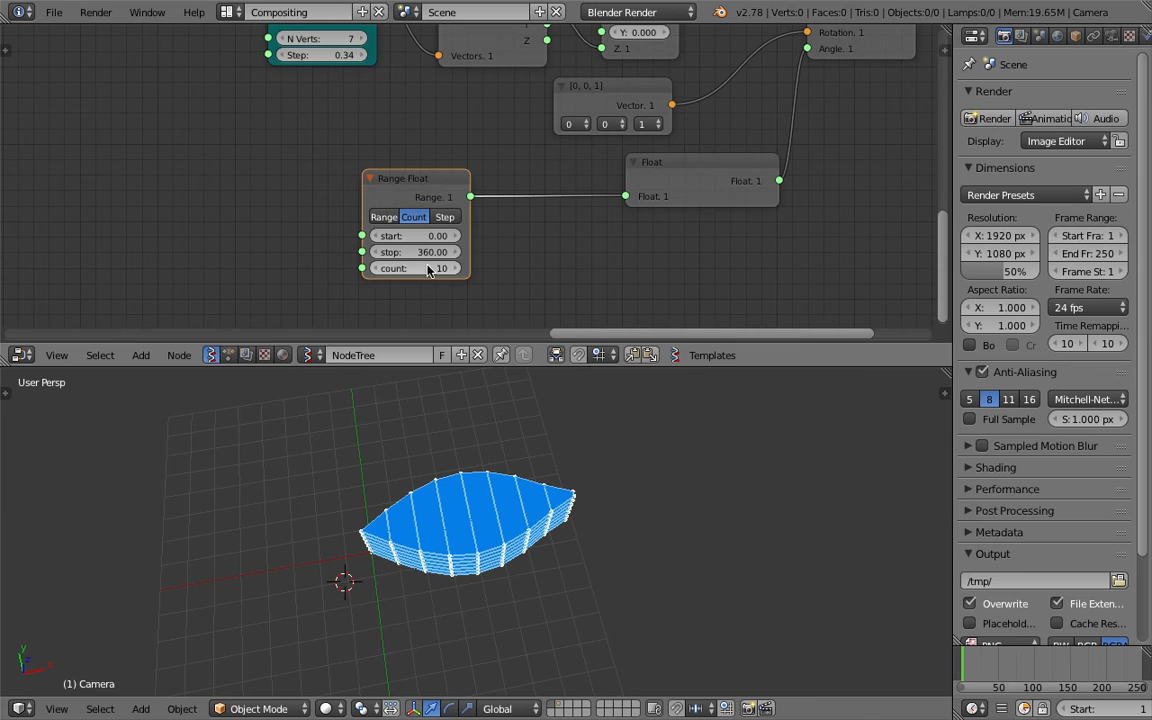 File Render Window Help Compositing Scene Blender Render v2.78 | Verts:0 | Faces:0 | Tris:0 | Objects:0/0 | Lamps:0/0 | Mem:19.65M | Camera
N Verts: 7
Step: 0.34
Vectors. 1
Z
Y: 0.000
Z. 1
Rotation. 1
Angle. 1
[0, 0, 1]
Vector. 1
0 0 1
Float
Float. 1
Float. 1
Range Float
Range. 1
Range Count Step
start: 0.00
stop: 360.00
count: 10
View Select Add Node NodeTree F Templates
User Persp
(1) Camera
View Select Add Object Object Mode Global
Scene
Render
Render Animatic Audio
Display: Image Editor
Dimensions
Render Presets
Resolution: Frame Range:
X: 1920 px Start Fra: 1
Y: 1080 px End Fr: 250
50% Frame St: 1
Aspect Ratio: Frame Rate:
X: 1.000 24 fps
Y: 1.000 Time Remappi...
Bo Cr 10 10
Anti-Aliasing
5 8 11 16 Mitchell-Net...
Full Sample S: 1.000 px
Sampled Motion Blur
Shading
Performance
Post Processing
Metadata
Output
/tmp/
Overwrite File Exten...
Placehold... Cache Res...
50 100 150 200 250
Start: 1